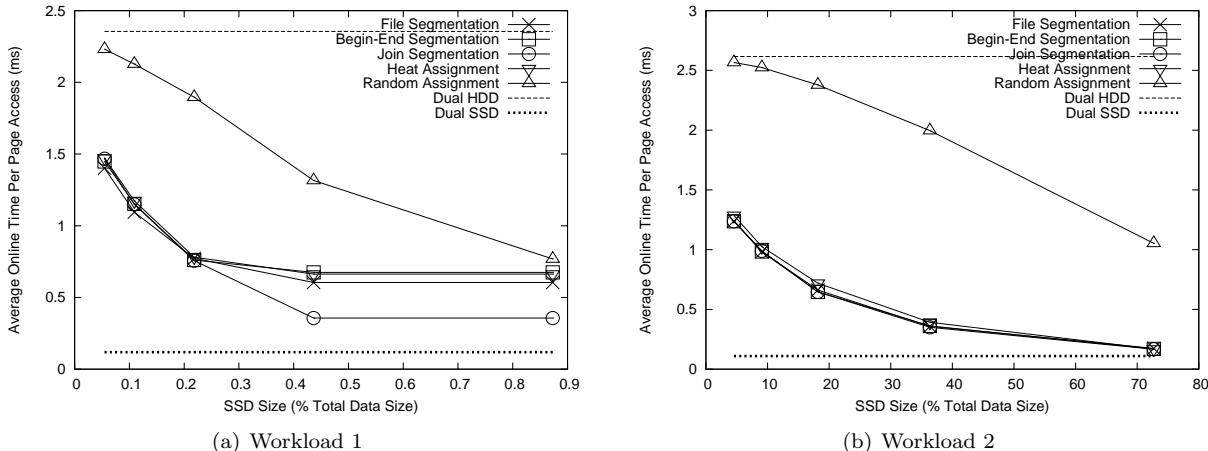 Average Online Time Per Page Access (ms)
2.5
2
1.5
1
0.5
0
0
0.1
0.2
0.3
0.4
0.5
0.6
0.7
0.8
0.9
SSD Size (% Total Data Size)
File Segmentation
Begin-End Segmentation
Join Segmentation
Heat Assignment
Random Assignment
Dual HDD
Dual SSD
(a) Workload 1
Average Online Time Per Page Access (ms)
3
2.5
2
1.5
1
0.5
0
0
10
20
30
40
50
60
70
80
SSD Size (% Total Data Size)
File Segmentation
Begin-End Segmentation
Join Segmentation
Heat Assignment
Random Assignment
Dual HDD
Dual SSD
(b) Workload 2